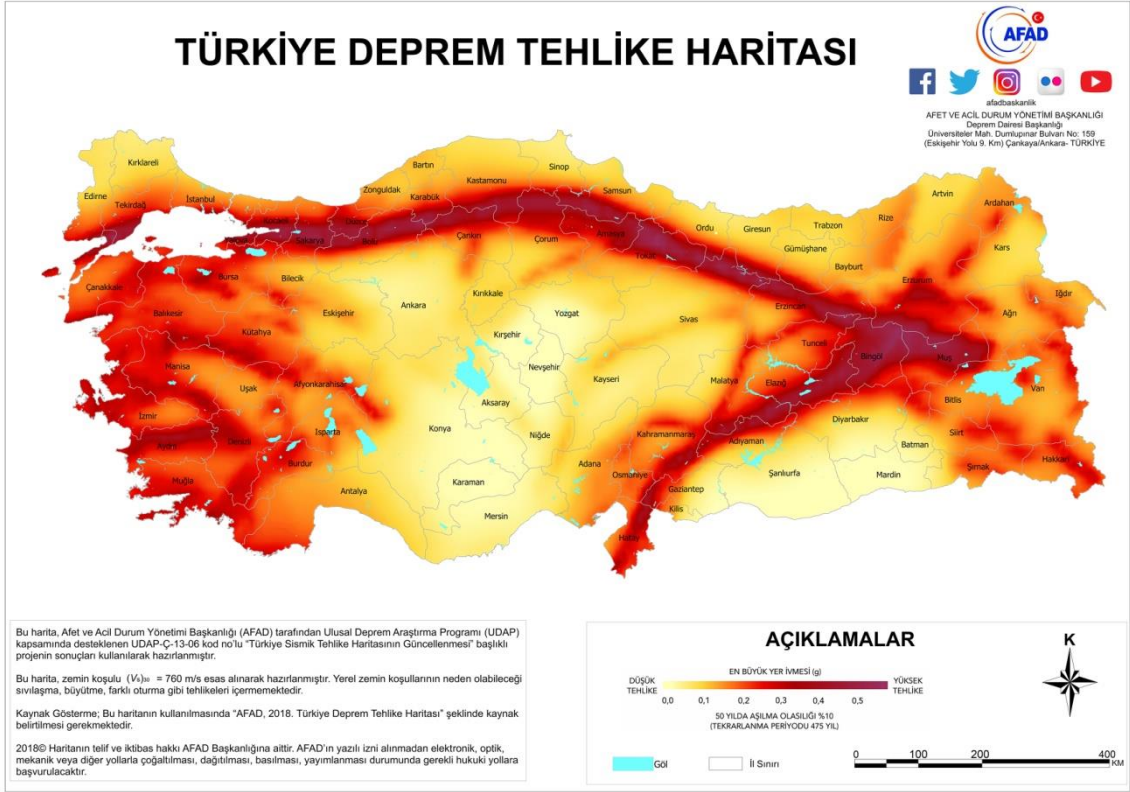 TÜRKİYE DEPREM TEHLİKE HARİTASI
AFAD
afadbaskanlik
AFET VE ACİL DURUM YÖNETİMİ BAŞKANLIĞI
Deprem Dairesi Başkanlığı
Üniversiteler Mah. Dumlupınar Bulvarı No: 159
(Eskişehir Yolu 9. Km) Çankaya/Ankara- TÜRKİYE
Kırklareli
Edirne
Tekirdağ
İstanbul
Kocaeli
Yalova
Sakarya
Düzce
Bolu
Zonguldak
Bartın
Karabük
Kastamonu
Sinop
Samsun
Çankırı
Çorum
Amasya
Tokat
Ordu
Giresun
Trabzon
Gümüşhane
Bayburt
Rize
Artvin
Ardahan
Kars
Erzurum
Iğdır
Ağrı
Çanakkale
Balıkesir
Bursa
Bilecik
Eskişehir
Kütahya
Ankara
Kırıkkale
Kırşehir
Yozgat
Sivas
Erzincan
Tunceli
Bingöl
Muş
Manisa
Uşak
Afyonkarahisar
Nevşehir
Aksaray
Kayseri
Malatya
Elazığ
Bitlis
Van
İzmir
Aydın
Denizli
Isparta
Burdur
Konya
Niğde
Kahramanmaraş
Adıyaman
Diyarbakır
Batman
Siirt
Şırnak
Hakkari
Muğla
Antalya
Karaman
Mersin
Adana
Osmaniye
Gaziantep
Kilis
Şanlıurfa
Mardin
Hatay
Bu harita, Afet ve Acil Durum Yönetimi Başkanlığı (AFAD) tarafından Ulusal Deprem Araştırma Programı (UDAP)
kapsamında desteklenen UDAP-Ç-13-06 kod no'lu "Türkiye Sismik Tehlike Haritasının Güncellenmesi" başlıklı
projenin sonuçları kullanılarak hazırlanmıştır.
Bu harita, zemin koşulu (Vs)30 = 760 m/s esas alınarak hazırlanmıştır. Yerel zemin koşullarının neden olabileceği
sıvılaşma, büyütme, farklı oturma gibi tehlikeleri içermemektedir.
Kaynak Gösterme; Bu haritanın kullanılmasında "AFAD, 2018. Türkiye Deprem Tehlike Haritası" şeklinde kaynak
belirtilmesi gerekmektedir.
2018© Haritanın telif ve iktibas hakkı AFAD Başkanlığına aittir. AFAD'ın yazılı izni alınmadan elektronik, optik,
mekanik veya diğer yollarla çoğaltılması, dağıtılması, basılması, yayımlanması durumunda gerekli hukuki yollara
başvurulacaktır.
AÇIKLAMALAR
EN BÜYÜK YER İVMESİ (g)
DÜŞÜK TEHLİKE
YÜKSEK TEHLİKE
0,0 0,1 0,2 0,3 0,4 0,5
50 YILDA AŞILMA OLASILIĞI %10
(TEKRARLANMA PERİYODU 475 YIL)
Göl
İl Sınırı
K
0 100 200 400
KM